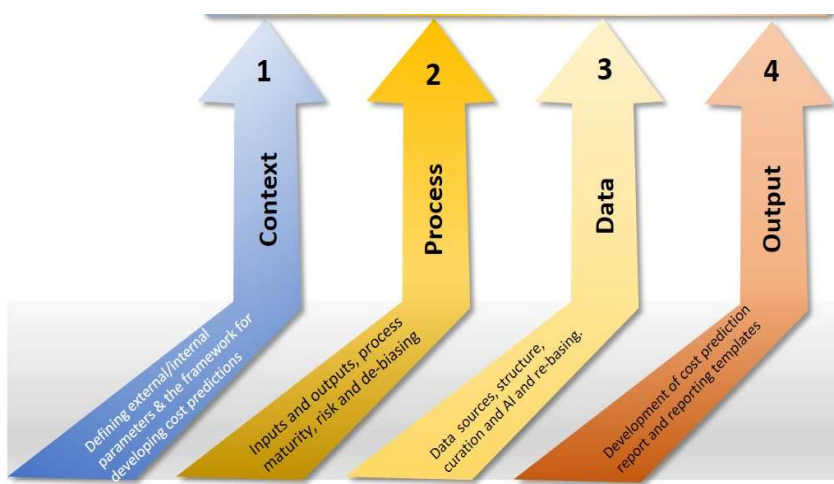 1
Context
Defining external/internal
parameters & the framework for
developing cost predictions
2
Process
Inputs and outputs, process
maturity, risk and de-biasing
3
Data
Data sources, structure,
curation and AI and re-basing.
4
Output
Development of cost prediction
report and reporting templates